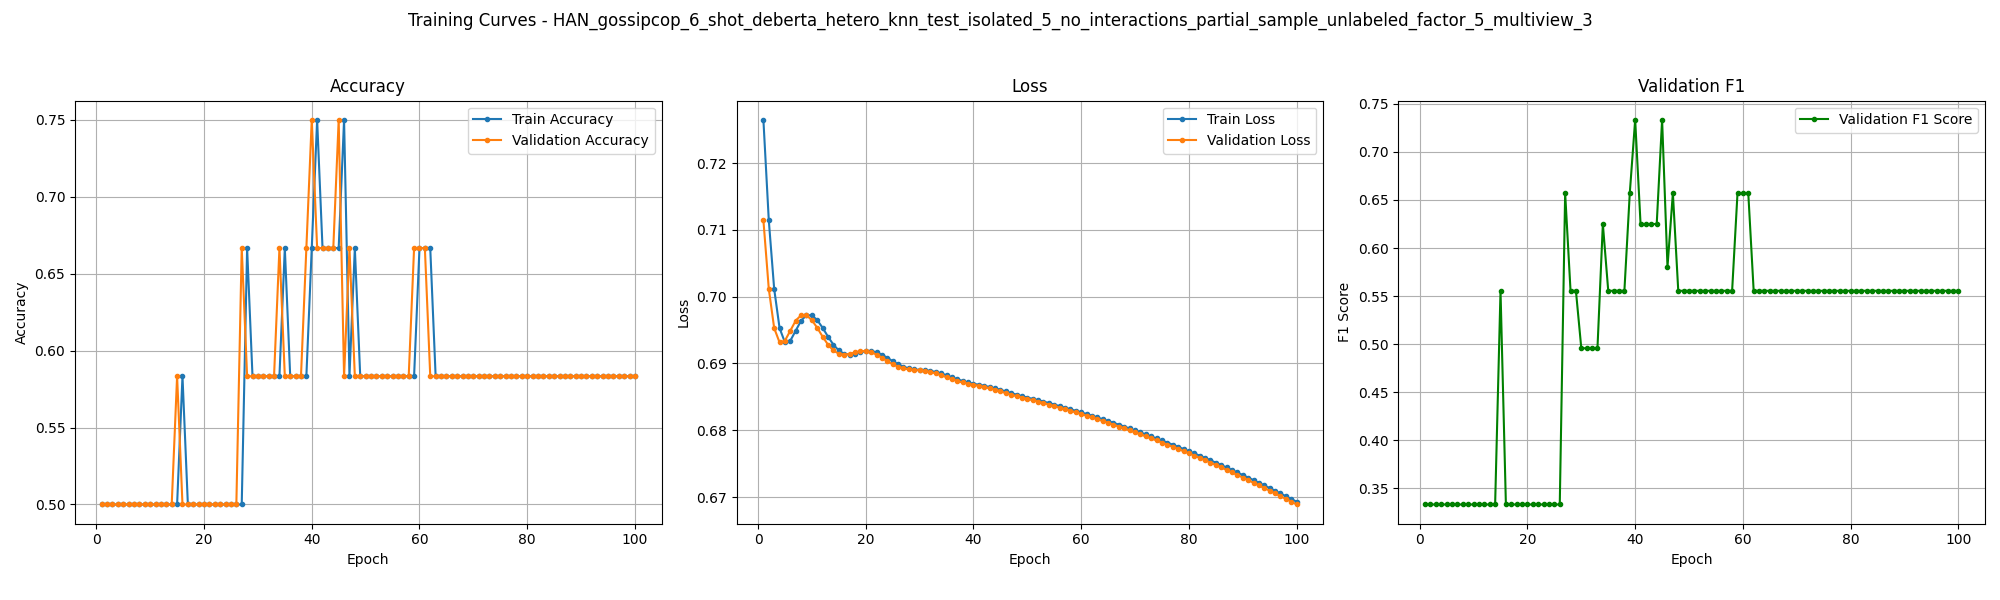 Training Curves - HAN_gossipcop_6_shot_deberta_hetero_knn_test_isolated_5_no_interactions_partial_sample_unlabeled_factor_5_multiview_3
Accuracy
Train Accuracy
Validation Accuracy
Accuracy
0.75
0.70
0.65
0.60
0.55
0.50
0 20 40 60 80 100
Epoch
Loss
Train Loss
Validation Loss
Loss
0.72
0.71
0.70
0.69
0.68
0.67
0 20 40 60 80 100
Epoch
Validation F1
Validation F1 Score
F1 Score
0.75
0.70
0.65
0.60
0.55
0.50
0.45
0.40
0.35
0 20 40 60 80 100
Epoch